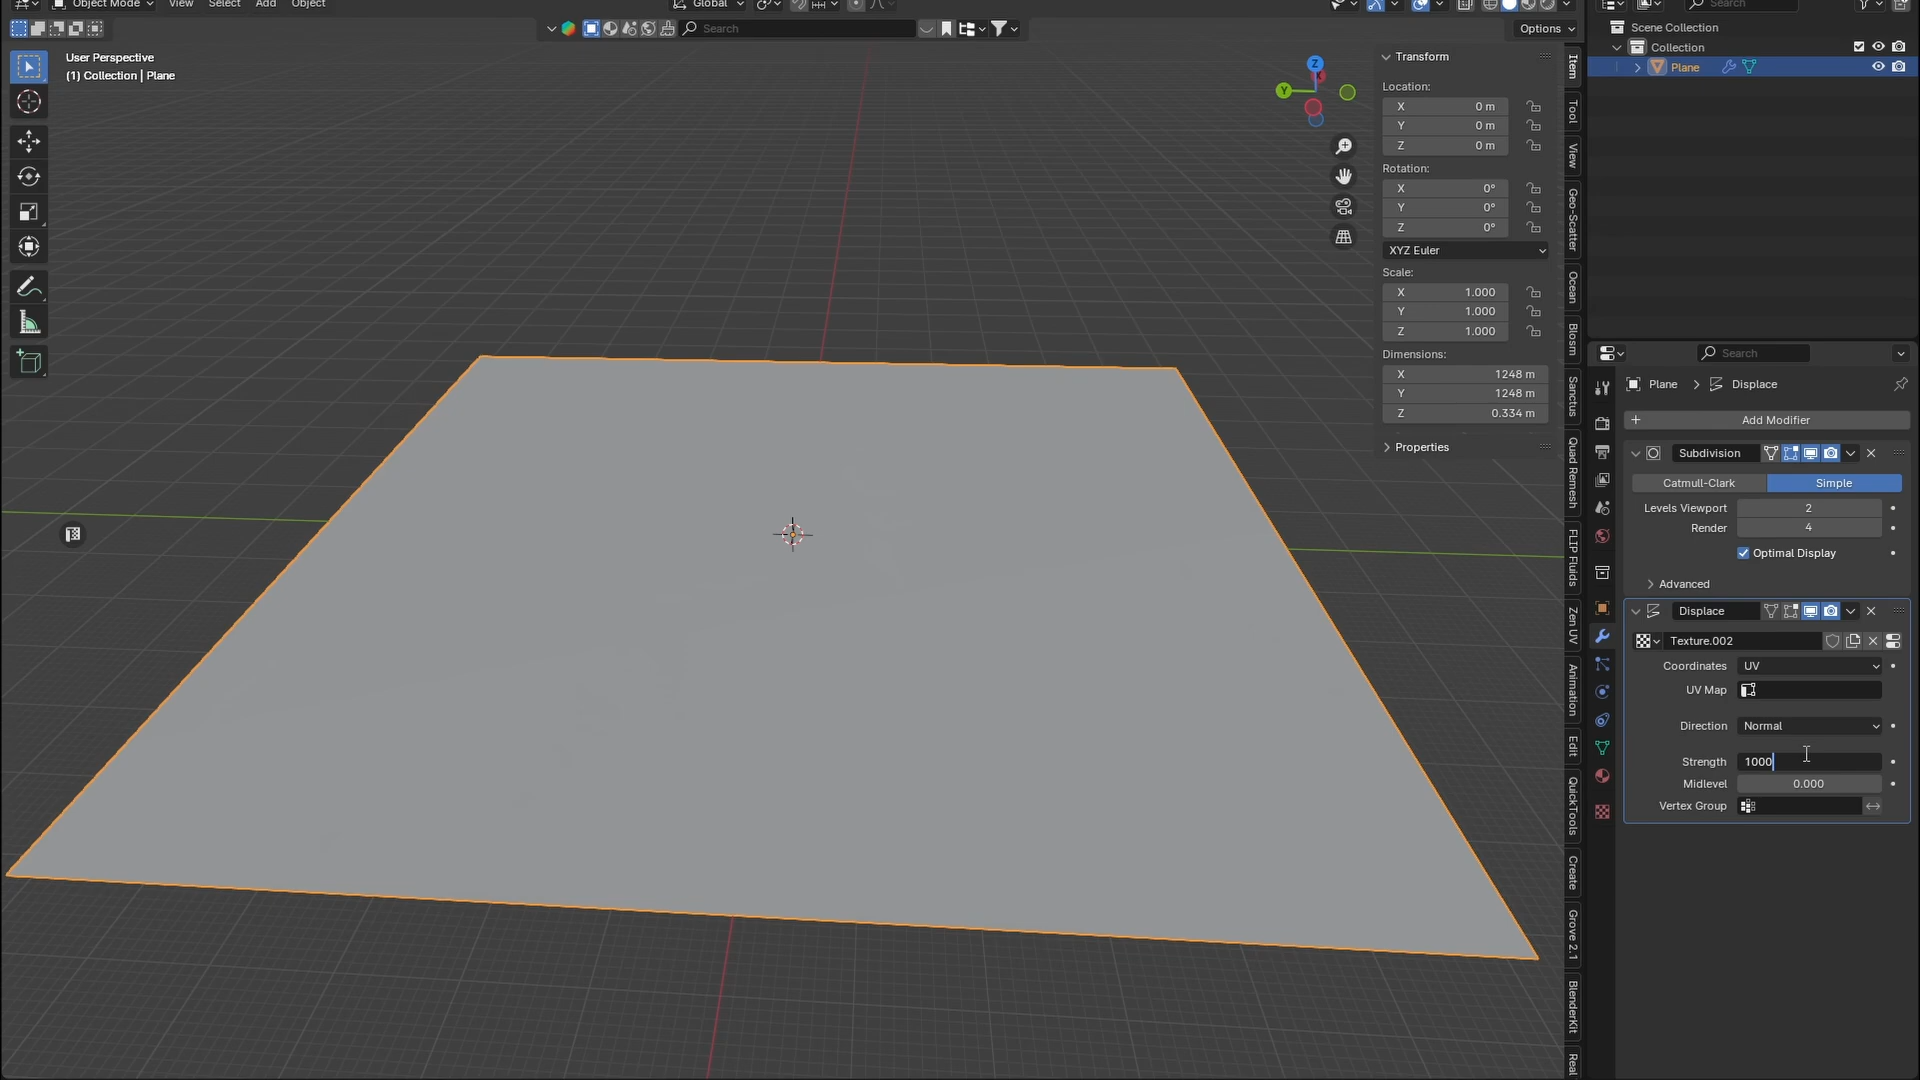 Object Mode
View
Select
Add
Object
Global
Search
Options
User Perspective
(1) Collection | Plane
Z
Y
X
Transform
Location:
X 0 m
Y 0 m
Z 0 m
Rotation:
X 0°
Y 0°
Z 0°
XYZ Euler
Scale:
X 1.000
Y 1.000
Z 1.000
Dimensions:
X 1248 m
Y 1248 m
Z 0.334 m
Properties
Item
Tool
View
Geo-Scatter
Ocean
Blosm
Sanctus
Quad Remesh
FLIP Fluids
Zen UV
Animation
Edit
QuickTools
Create
Grove 2.1
BlenderKit
Real
Search
Scene Collection
Collection
Plane
Search
Plane > Displace
+ Add Modifier
Subdivision
Catmull-Clark
Simple
Levels Viewport 2
Render 4
Optimal Display
Advanced
Displace
Texture.002
Coordinates UV
UV Map
Direction Normal
Strength 1000
Midlevel 0.000
Vertex Group